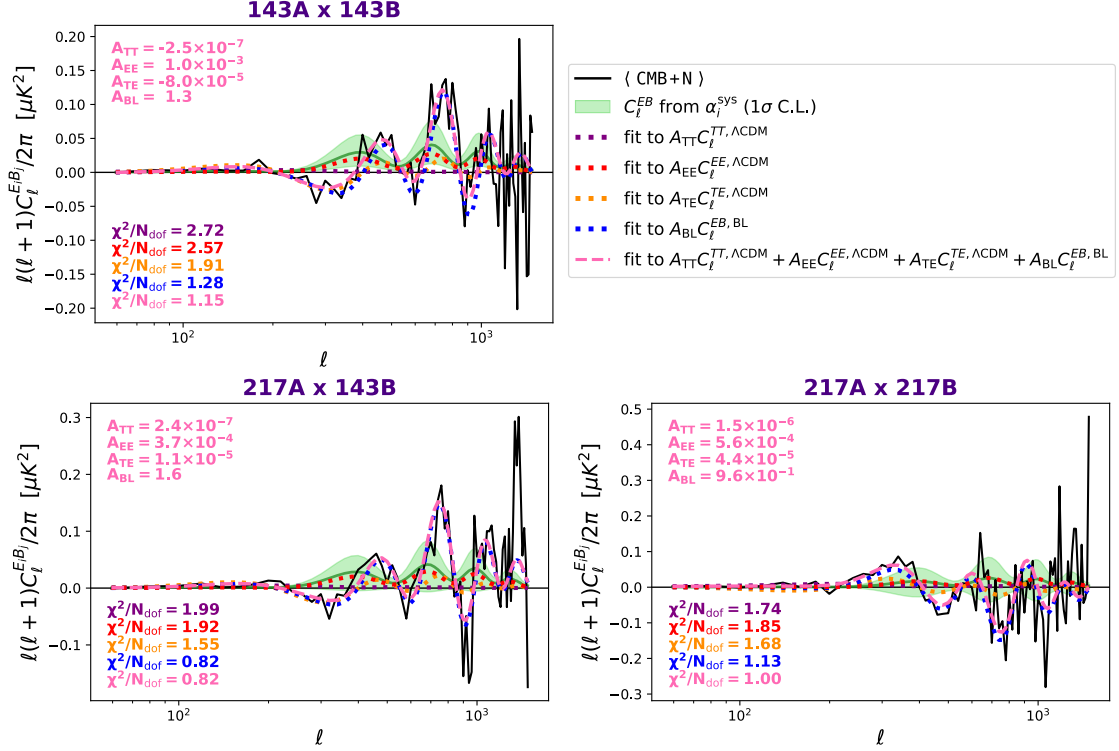 143A x 143B
A_TT = -2.5×10⁻⁷
A_EE = 1.0×10⁻³
A_TE = -8.0×10⁻⁵
A_BL = 1.3
χ²/N_dof = 2.72
χ²/N_dof = 2.57
χ²/N_dof = 1.91
χ²/N_dof = 1.28
χ²/N_dof = 1.15
0.20
0.15
0.10
0.05
0.00
-0.05
-0.10
-0.15
-0.20
ℓ(ℓ + 1)C_ℓ^{E_iB_j}/2π [μK²]
10² 10³
ℓ
⟨ CMB+N ⟩
C_ℓ^{EB} from α_i^{sys} (1σ C.L.)
fit to A_TT C_ℓ^{TT, ΛCDM}
fit to A_EE C_ℓ^{EE, ΛCDM}
fit to A_TE C_ℓ^{TE, ΛCDM}
fit to A_BL C_ℓ^{EB, BL}
fit to A_TT C_ℓ^{TT, ΛCDM} + A_EE C_ℓ^{EE, ΛCDM} + A_TE C_ℓ^{TE, ΛCDM} + A_BL C_ℓ^{EB, BL}
217A x 143B
A_TT = 2.4×10⁻⁷
A_EE = 3.7×10⁻⁴
A_TE = 1.1×10⁻⁵
A_BL = 1.6
χ²/N_dof = 1.99
χ²/N_dof = 1.92
χ²/N_dof = 1.55
χ²/N_dof = 0.82
χ²/N_dof = 0.82
0.3
0.2
0.1
0.0
-0.1
ℓ(ℓ + 1)C_ℓ^{E_iB_j}/2π [μK²]
10² 10³
ℓ
217A x 217B
A_TT = 1.5×10⁻⁶
A_EE = 5.6×10⁻⁴
A_TE = 4.4×10⁻⁵
A_BL = 9.6×10⁻¹
χ²/N_dof = 1.74
χ²/N_dof = 1.85
χ²/N_dof = 1.68
χ²/N_dof = 1.13
χ²/N_dof = 1.00
0.5
0.4
0.3
0.2
0.1
0.0
-0.1
-0.2
-0.3
ℓ(ℓ + 1)C_ℓ^{E_iB_j}/2π [μK²]
10² 10³
ℓ